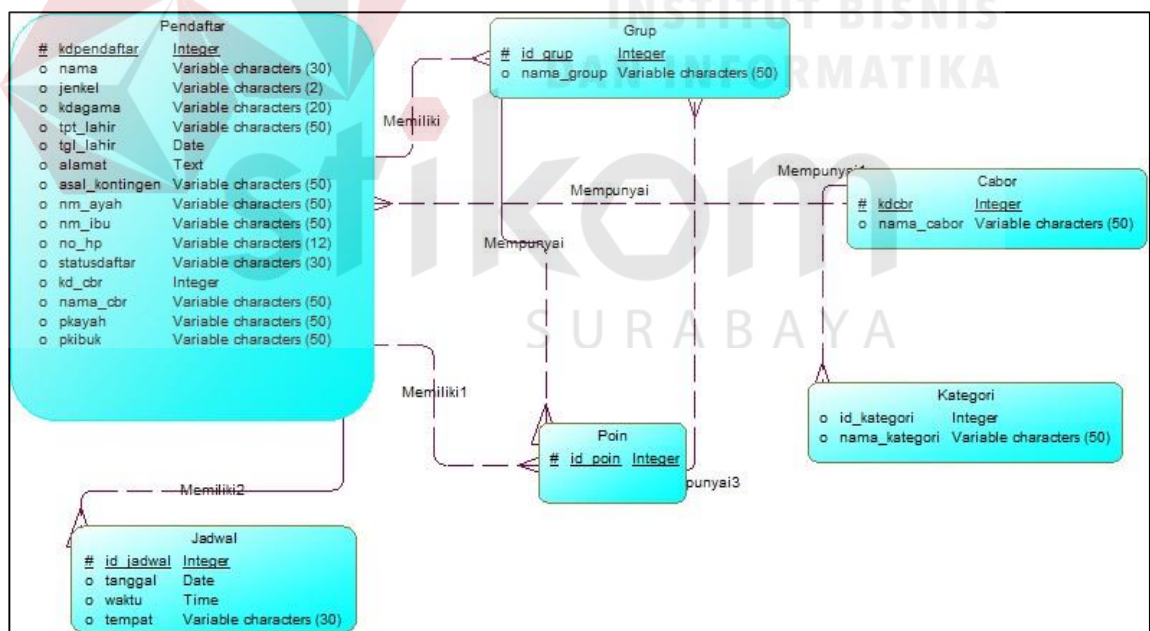 INSTITUT BISNIS
DAN INFORMATIKA
stikom
SURABAYA
Pendaftar
# kdpendaftar Integer
o nama Variable characters (30)
o jenkel Variable characters (2)
o kdagama Variable characters (20)
o tpt_lahir Variable characters (50)
o tgl_lahir Date
o alamat Text
o asal_kontingen Variable characters (50)
o nm_ayah Variable characters (50)
o nm_ibu Variable characters (50)
o no_hp Variable characters (12)
o statusdaftar Variable characters (30)
o kd_cbr Integer
o nama_cbr Variable characters (50)
o pkayah Variable characters (50)
o pkibuk Variable characters (50)
Grup
# id_grup Integer
o nama_group Variable characters (50)
Memiliki
Mempunyai
Mempunyai1
Cabor
# kdcbr Integer
o nama_cabor Variable characters (50)
Mempunyai
Memiliki1
Kategori
o id_kategori Integer
o nama_kategori Variable characters (50)
Poin
# id_poin Integer
punyai3
Memiliki2
Jadwal
# id_jadwal Integer
o tanggal Date
o waktu Time
o tempat Variable characters (30)